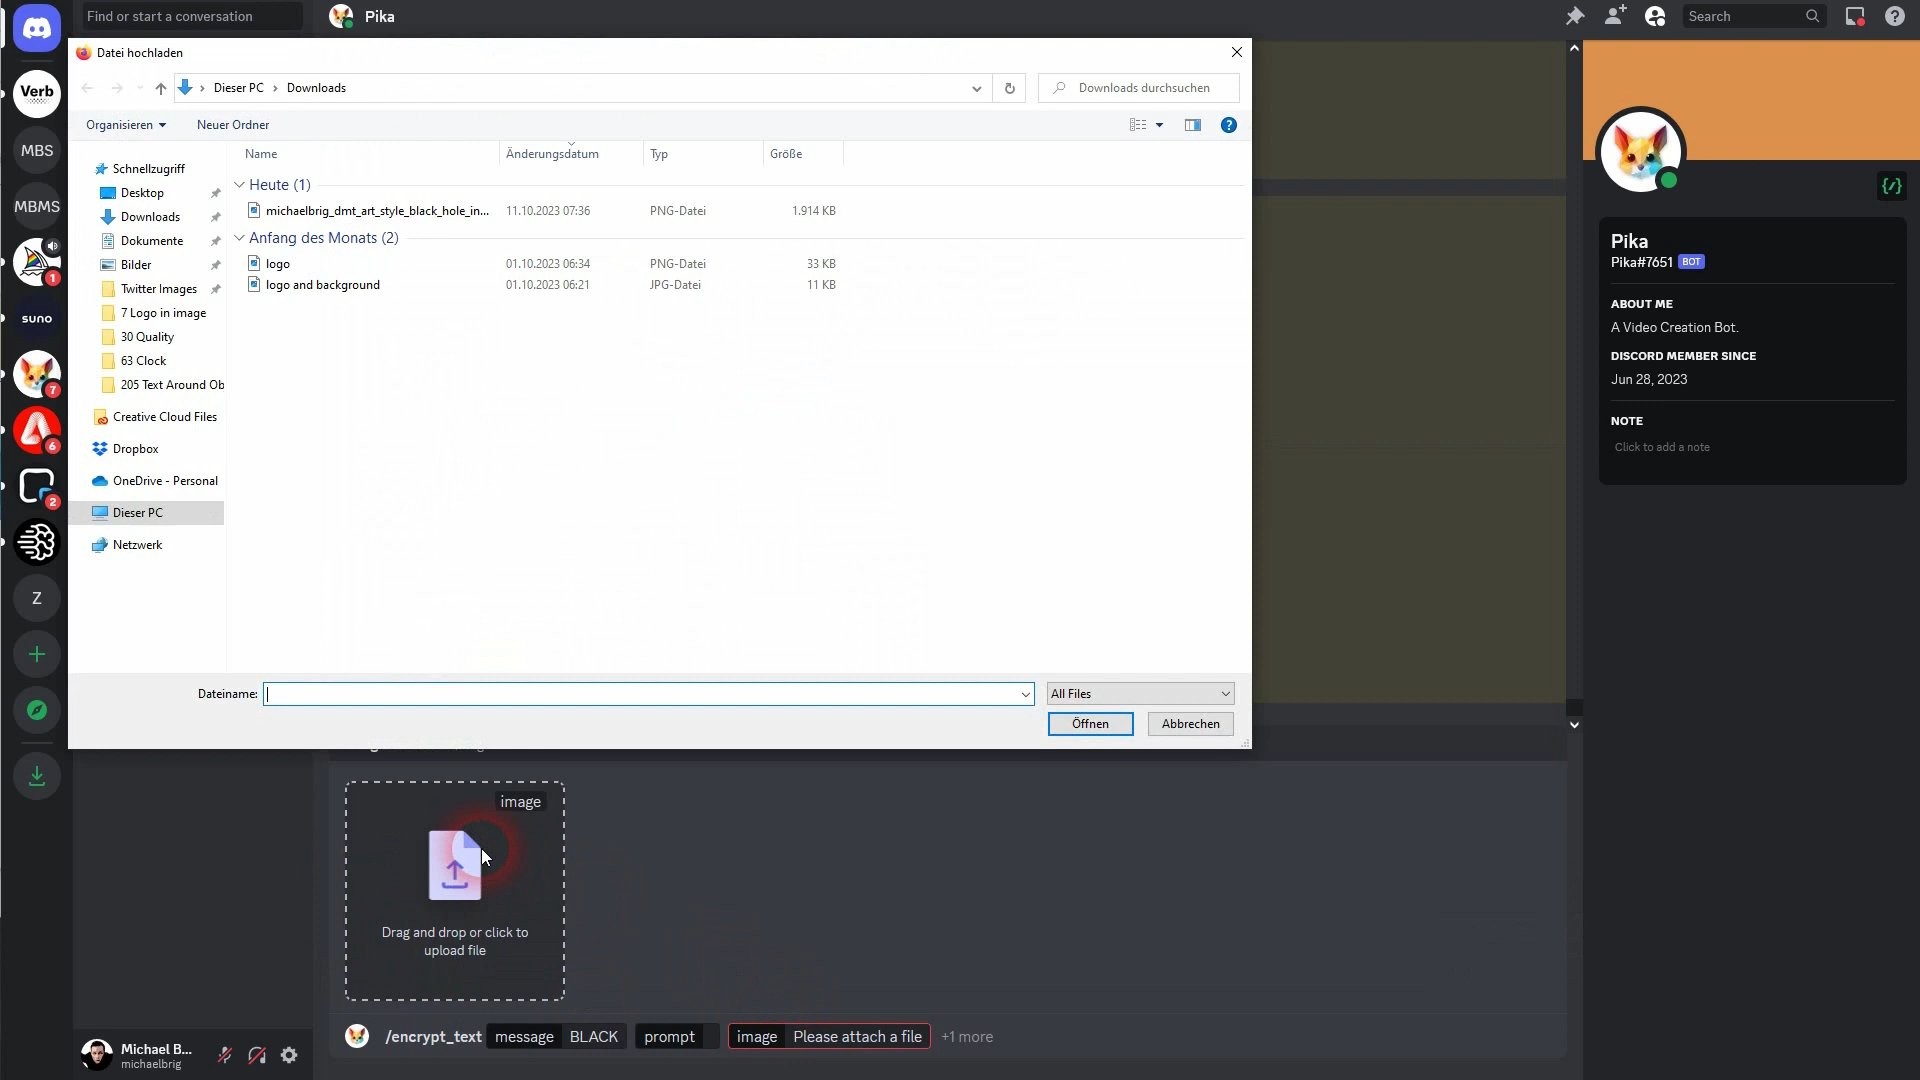 Find or start a conversation
Pika
Search
Datei hochladen
Dieser PC
Downloads
Downloads durchsuchen
Organisieren
Neuer Ordner
Name
Änderungsdatum
Typ
Größe
Schnellzugriff
Desktop
Downloads
Dokumente
Bilder
Twitter Images
7 Logo in image
30 Quality
63 Clock
205 Text Around Ob
Creative Cloud Files
Dropbox
OneDrive - Personal
Dieser PC
Netzwerk
Heute (1)
michaelbrig_dmt_art_style_black_hole_in... 11.10.2023 07:36 PNG-Datei 1.914 KB
Anfang des Monats (2)
logo 01.10.2023 06:34 PNG-Datei 33 KB
logo and background 01.10.2023 06:21 JPG-Datei 11 KB
Dateiname:
All Files
Öffnen
Abbrechen
Verb
MBS
MBMS
1
suno
7
6
2
Z
image
Drag and drop or click to
upload file
/encrypt_text message BLACK prompt image Please attach a file +1 more
Michael B...
michaelbrig
Pika
Pika#7651 BOT
ABOUT ME
A Video Creation Bot.
DISCORD MEMBER SINCE
Jun 28, 2023
NOTE
Click to add a note